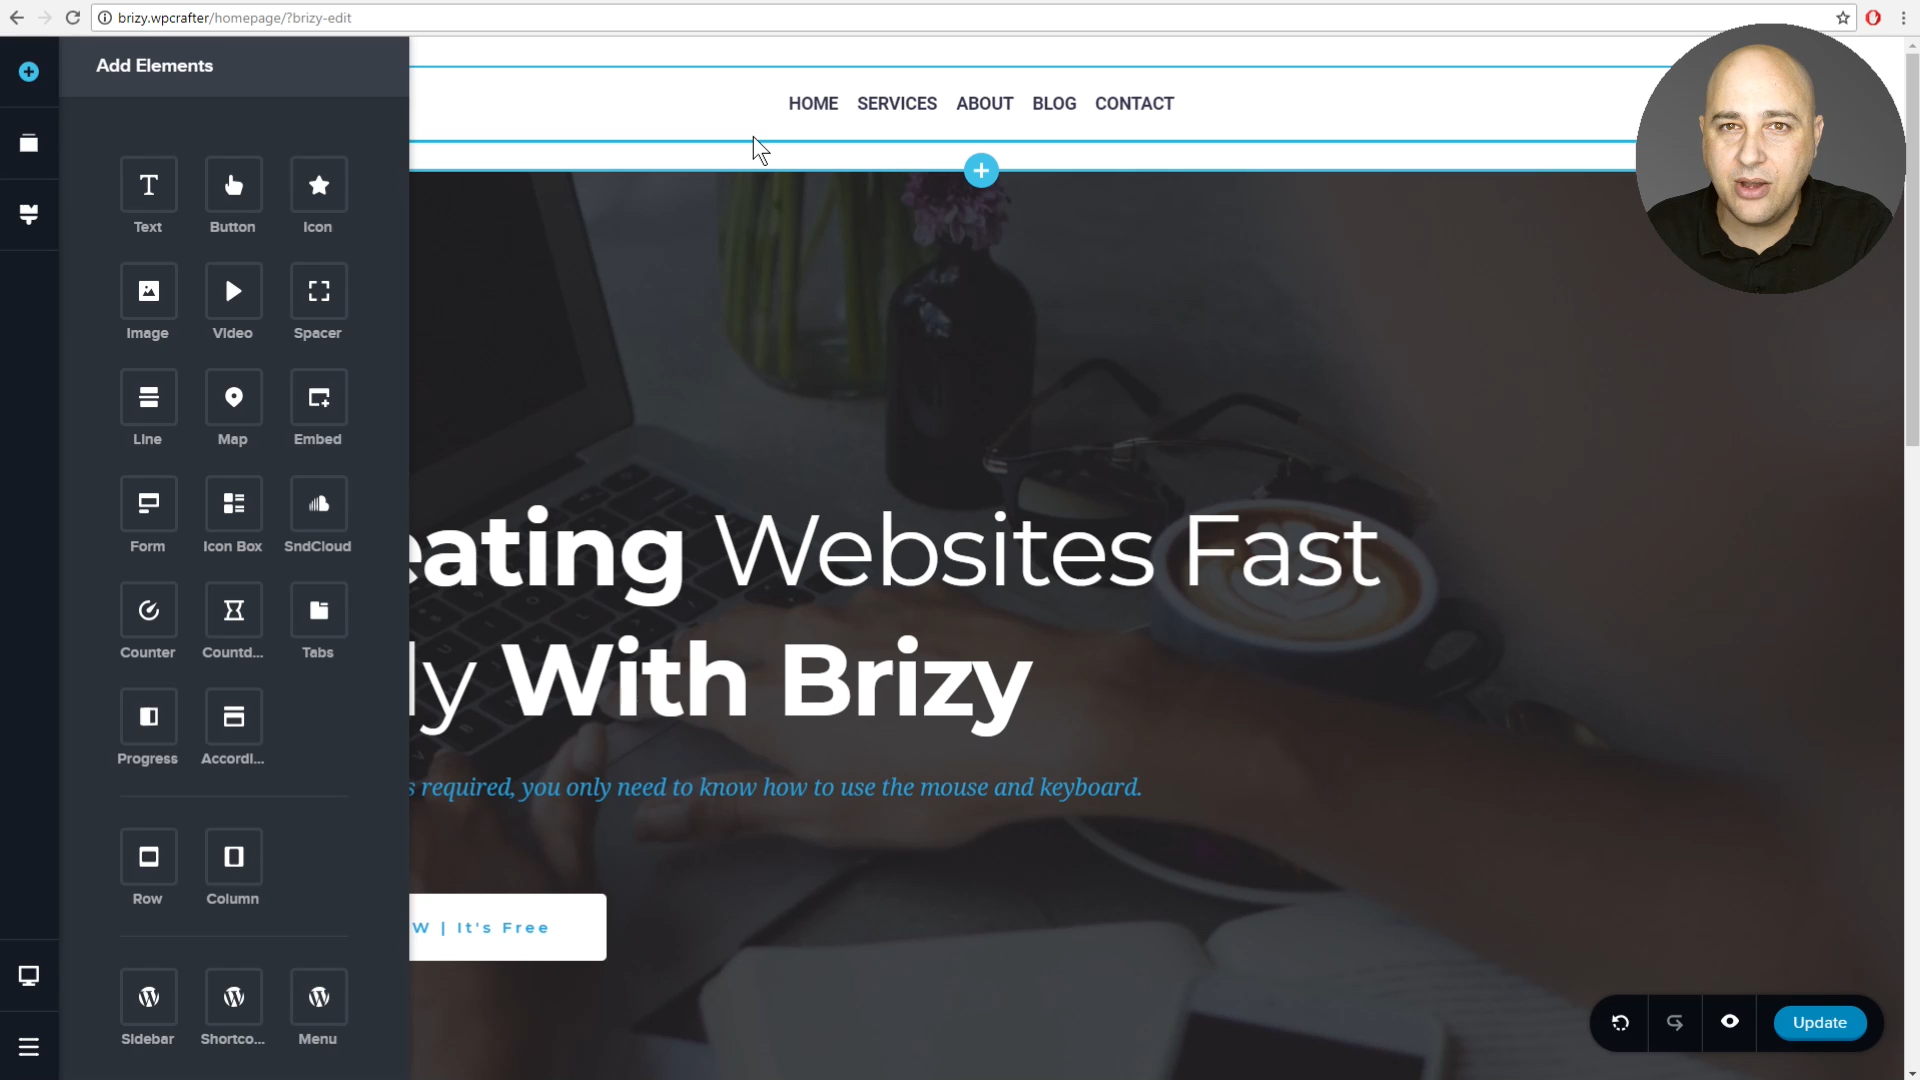 brizy.wpcrafter/homepage/?brizy-edit
Add Elements
HOME SERVICES ABOUT BLOG CONTACT
Text Button Icon
Image Video Spacer
Line Map Embed
Form Icon Box SndCloud
Counter Countd... Tabs
Progress Accordi...
Row Column
Sidebar Shortco... Menu
eating Websites Fast
ly With Brizy
s required, you only need to know how to use the mouse and keyboard.
W | It's Free
Update